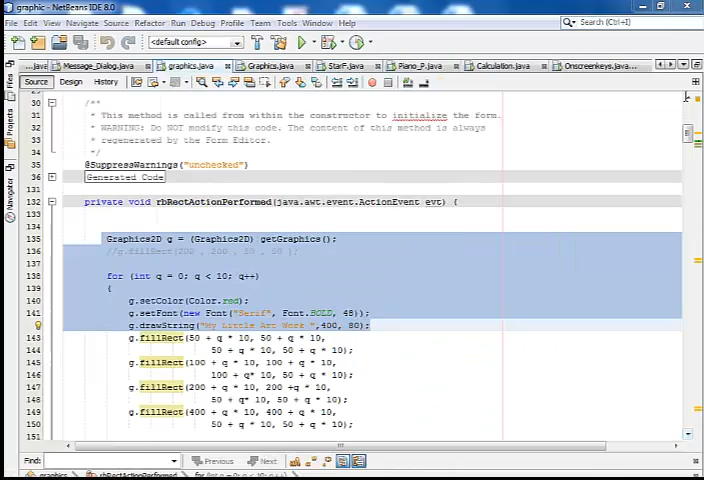 graphic - NetBeans IDE 8.0
File Edit View Navigate Source Refactor Run Debug Profile Team Tools Window Help
Search (Ctrl+I)
<default config>
...java Message_Dialog.java graphics.java Graphics.java StarF.java Piano_P.java Calculation.java Onscreenkeys.java...
Source Design History
Files
Projects
Navigator
30 /**
31 * This method is called from within the constructor to initialize the form.
32 * WARNING: Do NOT modify this code. The content of this method is always
33 * regenerated by the Form Editor.
34 */
35 @SuppressWarnings("unchecked")
36 Generated Code
131
132 private void rbRectActionPerformed(java.awt.event.ActionEvent evt) {
133
134
135 Graphics2D g = (Graphics2D) getGraphics();
136 //g.fillRect(200 , 200 , 50 , 50 );
137
138 for (int q = 0; q < 10; q++)
139 {
140 g.setColor(Color.red);
141 g.setFont(new Font("Serif", Font.BOLD, 48));
g.drawString("My Little Art Work ",400, 80);
143 g.fillRect(50 + q * 10, 50 + q * 10,
144 50 + q * 10, 50 + q * 10);
145 g.fillRect(100 + q * 10, 100 + q * 10,
146 100 + q* 10, 50 + q * 10);
147 g.fillRect(200 + q * 10, 200 +q * 10,
148 50 + q* 10, 50 + q * 10);
149 g.fillRect(400 + q * 10, 400 + q * 10,
150 50 + q * 10, 50 + q * 10);
151
Find: Previous Next
graphics rbRectActionPerformed